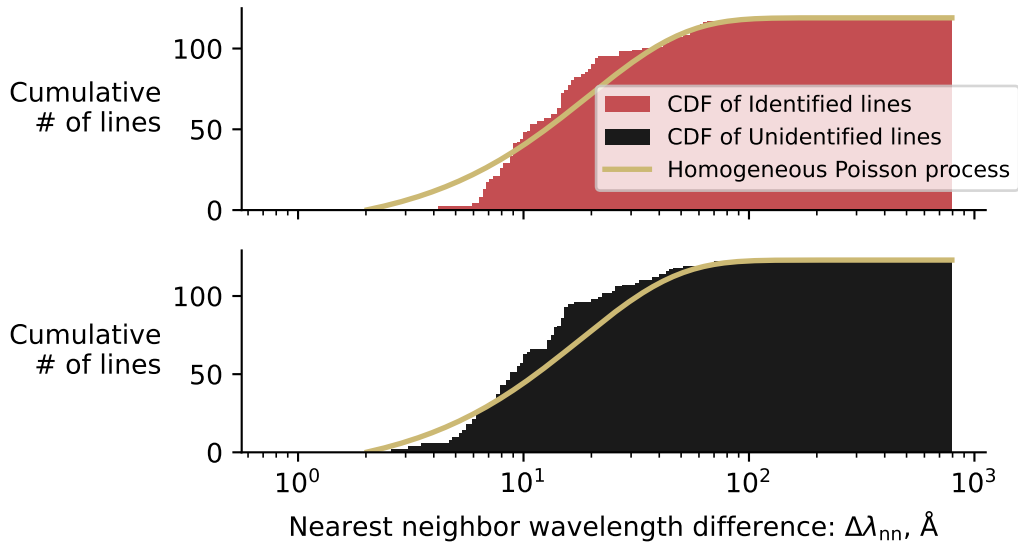 100
50
0
Cumulative
# of lines
CDF of Identified lines
CDF of Unidentified lines
Homogeneous Poisson process
100
50
0
Cumulative
# of lines
10⁰ 10¹ 10² 10³
Nearest neighbor wavelength difference: Δλnn, Å